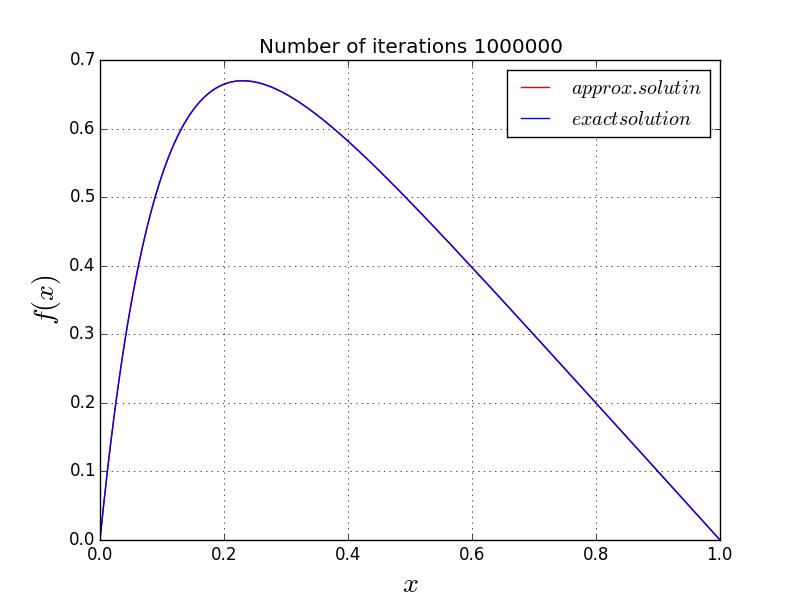 Number of iterations 1000000
approx.solutin
exactsolution
0.7
0.6
0.5
0.4
0.3
0.2
0.1
0.0
f(x)
0.0 0.2 0.4 0.6 0.8 1.0
x